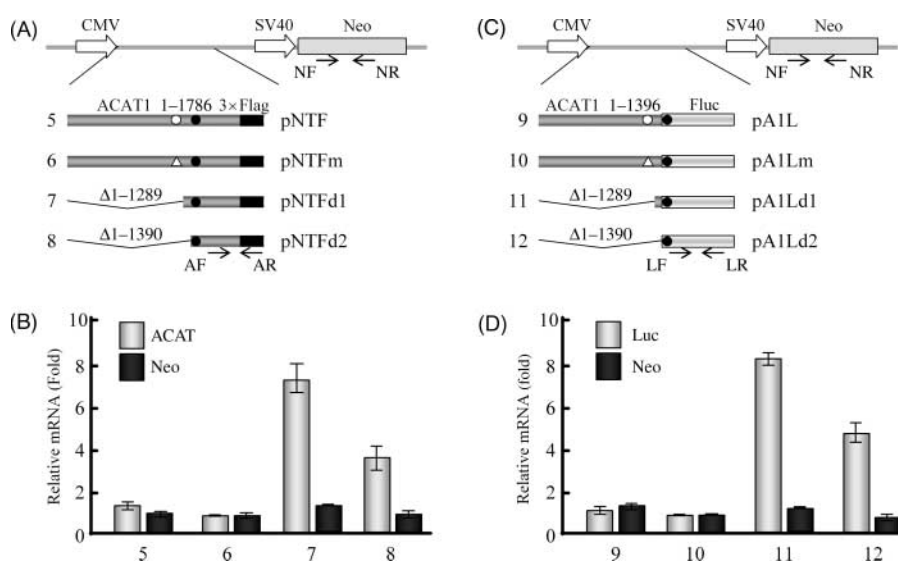 (A)
CMV
SV40
Neo
NF
NR
ACAT1 1–1786 3×Flag
5
pNTF
6
pNTFm
Δ1–1289
7
pNTFd1
Δ1–1390
8
pNTFd2
AF
AR
(C)
CMV
SV40
Neo
NF
NR
ACAT1 1–1396 Fluc
9
pA1L
10
pA1Lm
Δ1–1289
11
pA1Ld1
Δ1–1390
12
pA1Ld2
LF
LR
(B)
Relative mRNA (Fold)
10
8
6
4
2
0
ACAT
Neo
5 6 7 8
(D)
Relative mRNA (fold)
10
8
6
4
2
0
Luc
Neo
9 10 11 12